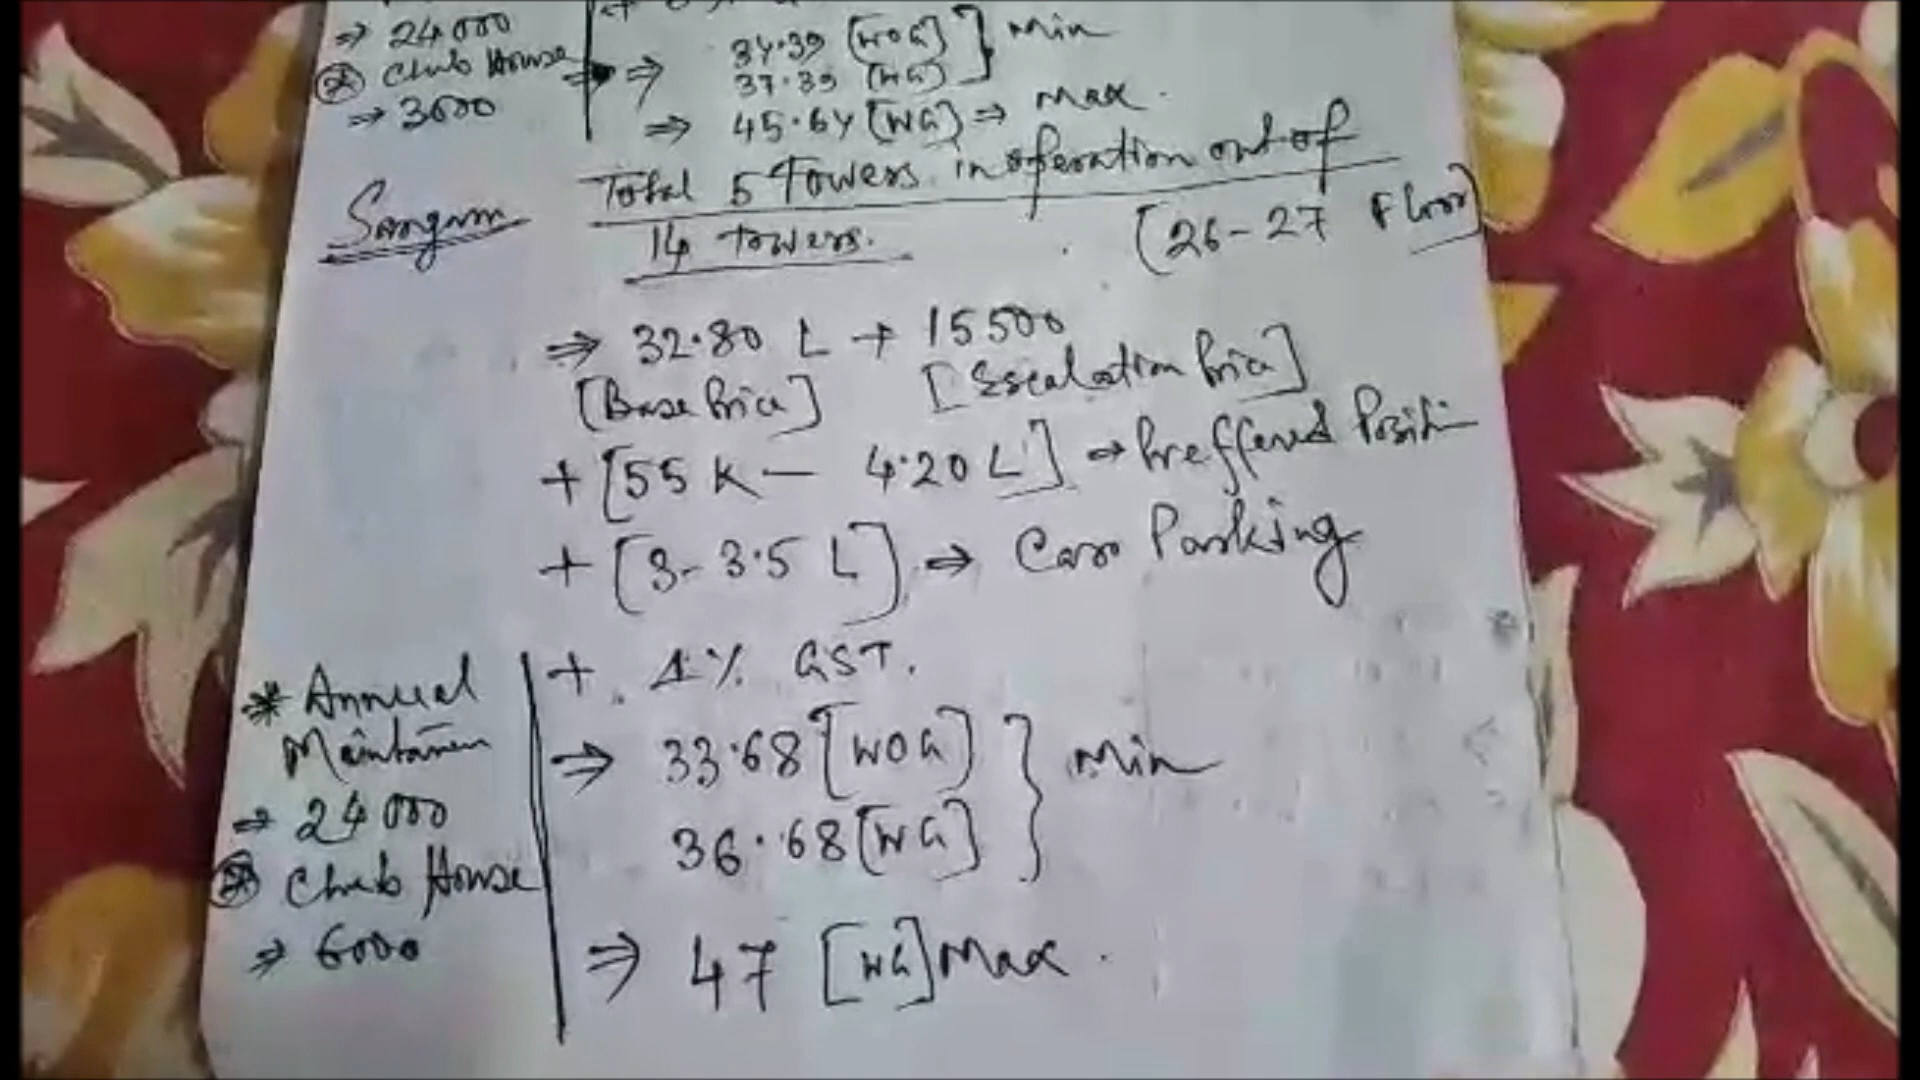 ⇒ 24000
34.39 [WOG] } Min
② Club House ⇒ 37.39 [WG]
⇒ 3600
⇒ 45.64 [WG] ⇒ Max.
Sangam
Total 5 Towers in operation out of
14 Towers.
[26-27 Floor]
⇒ 32.80 L + 15500
[Base Price] [Escalation Price]
+ [55 K - 4.20 L] → Preffered Positi
+ [3 - 3.5 L] ⇒ Car Parking
+ 1% GST.
* Annual
Maintanen
⇒ 24000
⇒ 33.68 [WOG] } Min
36.68 [WG]
Club House
⇒ 6000
⇒ 47 [WG] Max.